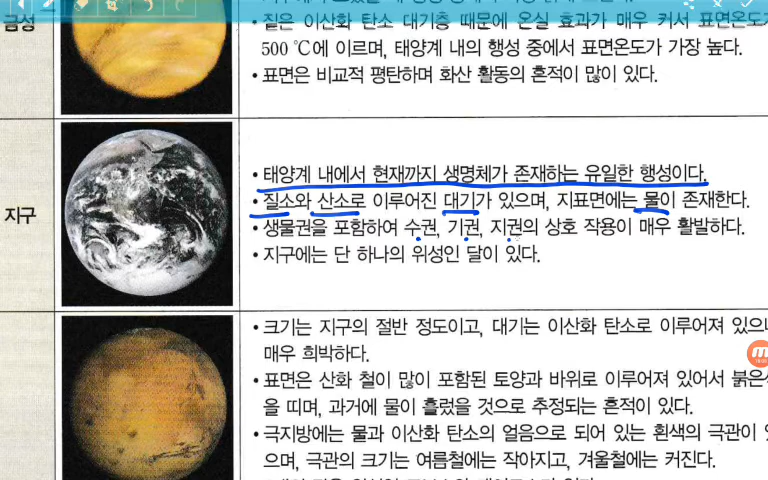 금성
• 짙은 이산화 탄소 대기층 때문에 온실 효과가 매우 커서 표면온도가
500 ℃에 이르며, 태양계 내의 행성 중에서 표면온도가 가장 높다.
• 표면은 비교적 평탄하며 화산 활동의 흔적이 많이 있다.
지구
• 태양계 내에서 현재까지 생명체가 존재하는 유일한 행성이다.
• 질소와 산소로 이루어진 대기가 있으며, 지표면에는 물이 존재한다.
• 생물권을 포함하여 수권, 기권, 지권의 상호 작용이 매우 활발하다.
• 지구에는 단 하나의 위성인 달이 있다.
• 크기는 지구의 절반 정도이고, 대기는 이산화 탄소로 이루어져 있으
매우 희박하다.
• 표면은 산화 철이 많이 포함된 토양과 바위로 이루어져 있어서 붉은
을 띠며, 과거에 물이 흘렀을 것으로 추정되는 흔적이 있다.
• 극지방에는 물과 이산화 탄소의 얼음으로 되어 있는 흰색의 극관이
으며, 극관의 크기는 여름철에는 작아지고, 겨울철에는 커진다.